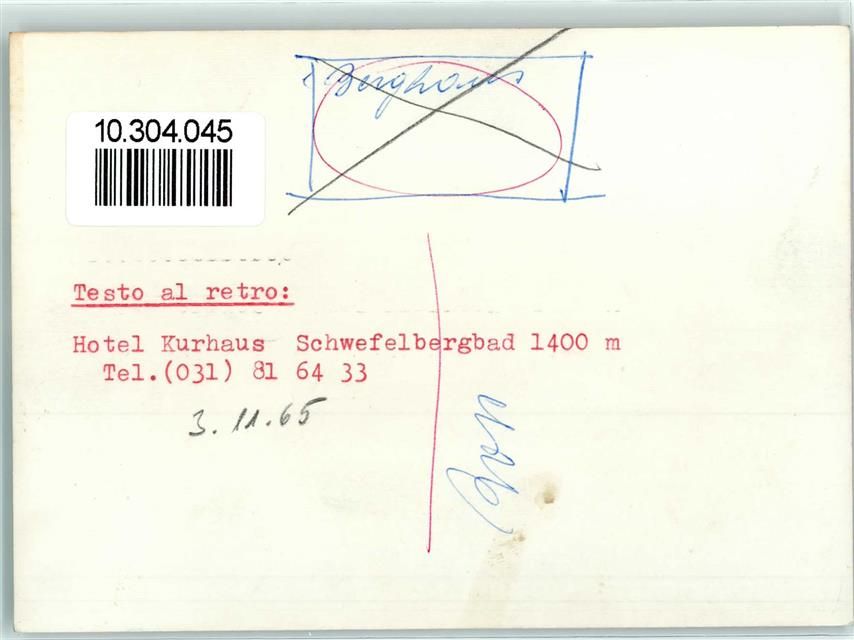 Berghaus
10.304.045
Testo al retro:
Hotel Kurhaus Schwefelbergbad 1400 m
Tel.(031) 81 64 33
3.11.65